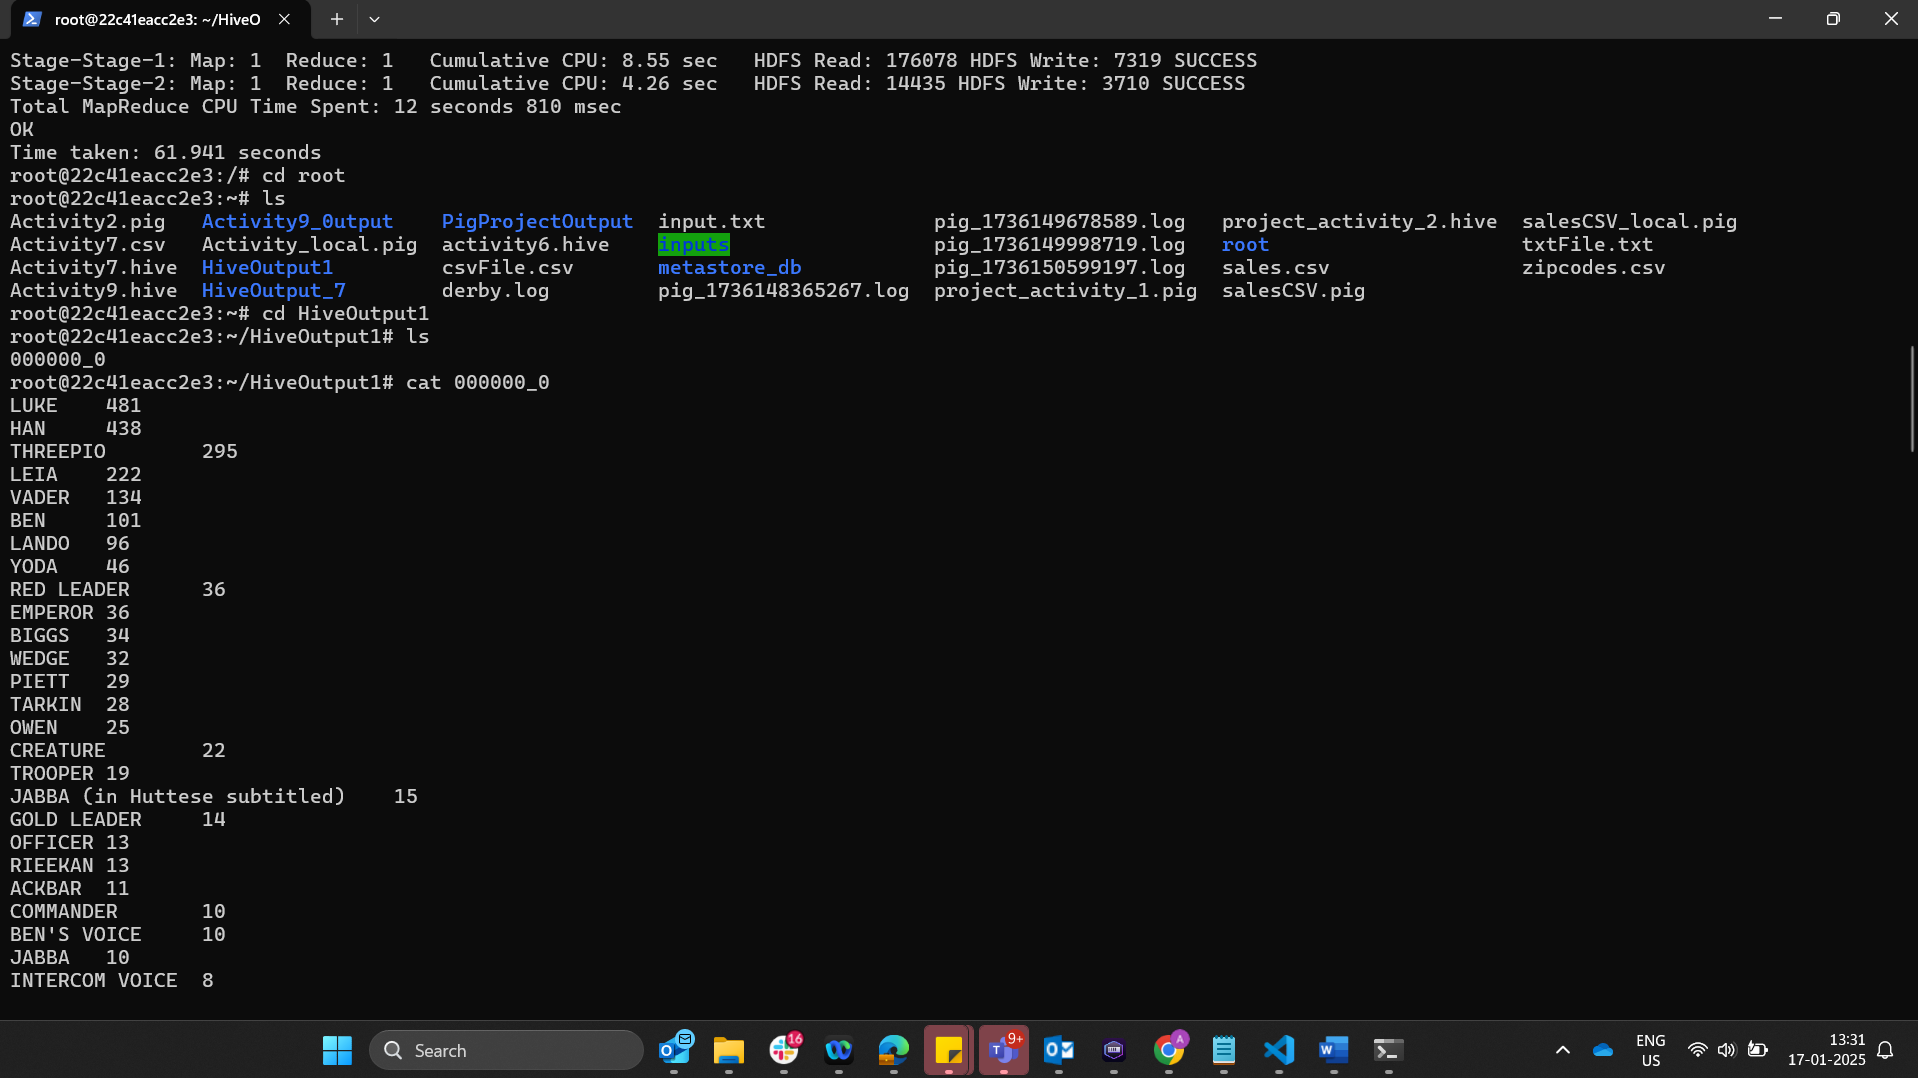 root@22c41eacc2e3: ~/HiveO
Stage-Stage-1: Map: 1  Reduce: 1   Cumulative CPU: 8.55 sec   HDFS Read: 176078 HDFS Write: 7319 SUCCESS
Stage-Stage-2: Map: 1  Reduce: 1   Cumulative CPU: 4.26 sec   HDFS Read: 14435 HDFS Write: 3710 SUCCESS
Total MapReduce CPU Time Spent: 12 seconds 810 msec
OK
Time taken: 61.941 seconds
root@22c41eacc2e3:/# cd root
root@22c41eacc2e3:~# ls
Activity2.pig   Activity9_0utput    PigProjectOutput  input.txt              pig_1736149678589.log   project_activity_2.hive  salesCSV_local.pig
Activity7.csv   Activity_local.pig  activity6.hive    inputs                 pig_1736149998719.log   root                     txtFile.txt
Activity7.hive  HiveOutput1         csvFile.csv       metastore_db           pig_1736150599197.log   sales.csv                zipcodes.csv
Activity9.hive  HiveOutput_7        derby.log         pig_1736148365267.log  project_activity_1.pig  salesCSV.pig
root@22c41eacc2e3:~# cd HiveOutput1
root@22c41eacc2e3:~/HiveOutput1# ls
000000_0
root@22c41eacc2e3:~/HiveOutput1# cat 000000_0
LUKE    481
HAN     438
THREEPIO        295
LEIA    222
VADER   134
BEN     101
LANDO   96
YODA    46
RED LEADER      36
EMPEROR 36
BIGGS   34
WEDGE   32
PIETT   29
TARKIN  28
OWEN    25
CREATURE        22
TROOPER 19
JABBA (in Huttese subtitled)    15
GOLD LEADER     14
OFFICER 13
RIEEKAN 13
ACKBAR  11
COMMANDER       10
BEN'S VOICE     10
JABBA   10
INTERCOM VOICE  8
Search
16
9+
A
ENG
US
13:31
17-01-2025